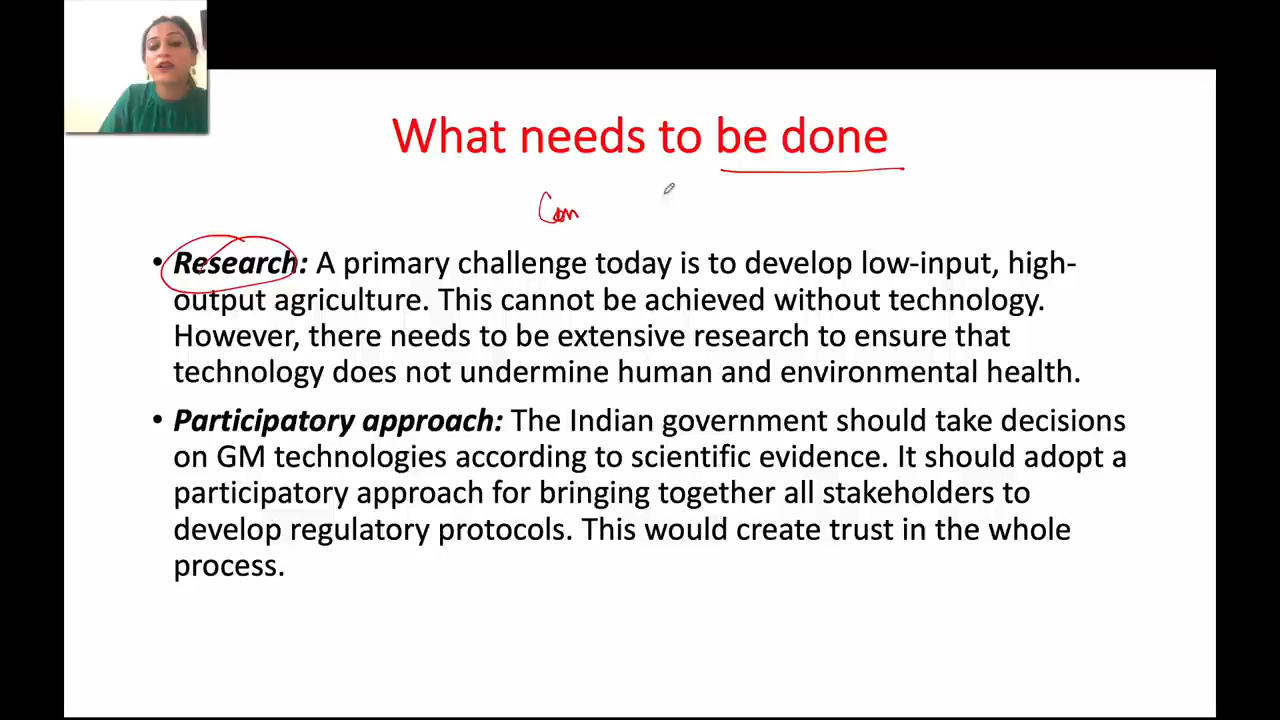 What needs to be done
Com
• Research: A primary challenge today is to develop low-input, high-
output agriculture. This cannot be achieved without technology.
However, there needs to be extensive research to ensure that
technology does not undermine human and environmental health.
• Participatory approach: The Indian government should take decisions
on GM technologies according to scientific evidence. It should adopt a
participatory approach for bringing together all stakeholders to
develop regulatory protocols. This would create trust in the whole
process.